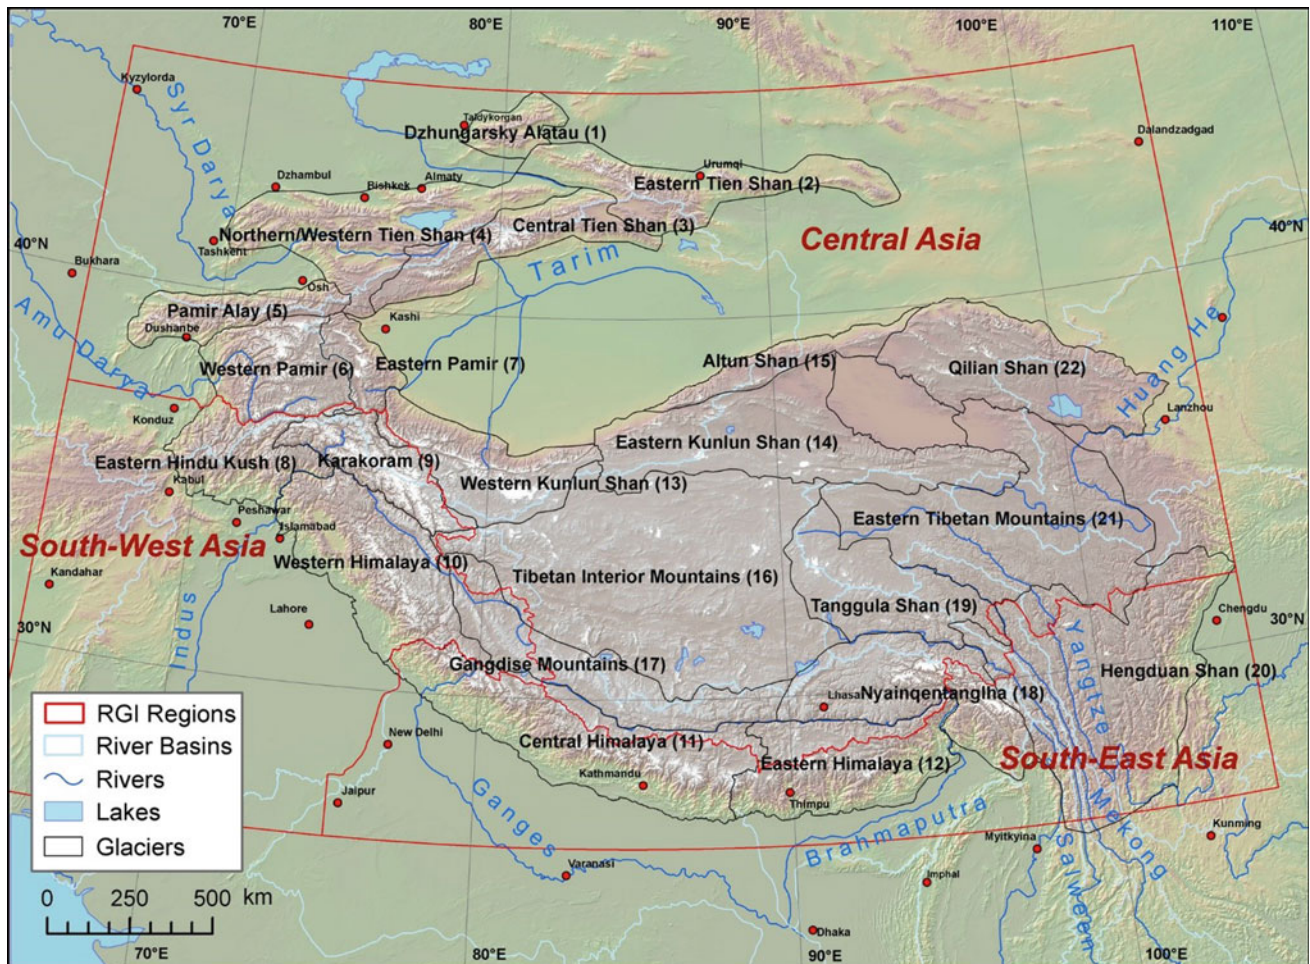 70°E
80°E
90°E
100°E
110°E
Kyzylorda
Syr Darya
Taldykorgan
Dzhungarsky Alatau (1)
Dalandzadgad
Urumqi
Dzhambul
Bishkek
Almaty
Eastern Tien Shan (2)
Central Tien Shan (3)
Northern/Western Tien Shan (4)
Tashkent
40°N
40°N
Central Asia
Bukhara
Tarim
Osh
Amu Darya
Pamir Alay (5)
Kashi
Dushanbe
Huang He
Western Pamir (6)
Eastern Pamir (7)
Altun Shan (15)
Qilian Shan (22)
Konduz
Lanzhou
Eastern Kunlun Shan (14)
Eastern Hindu Kush (8)
Karakoram (9)
Kabul
Western Kunlun Shan (13)
Peshawar
Islamabad
Eastern Tibetan Mountains (21)
South-West Asia
Western Himalaya (10)
Kandahar
Tibetan Interior Mountains (16)
Indus
Lahore
Tanggula Shan (19)
Chengdu
30°N
30°N
Yangtze
Gangdise Mountains (17)
Hengduan Shan (20)
Lhasa
Nyainqentanglha (18)
RGI Regions
River Basins
Rivers
Lakes
Glaciers
New Delhi
Central Himalaya (11)
Eastern Himalaya (12)
South-East Asia
Kathmandu
Jaipur
Thimpu
Ganges
Brahmaputra
Mekong
Salween
Myitkyina
Kunming
Varanasi
Imphal
0 250 500 km
Dhaka
70°E
80°E
90°E
100°E